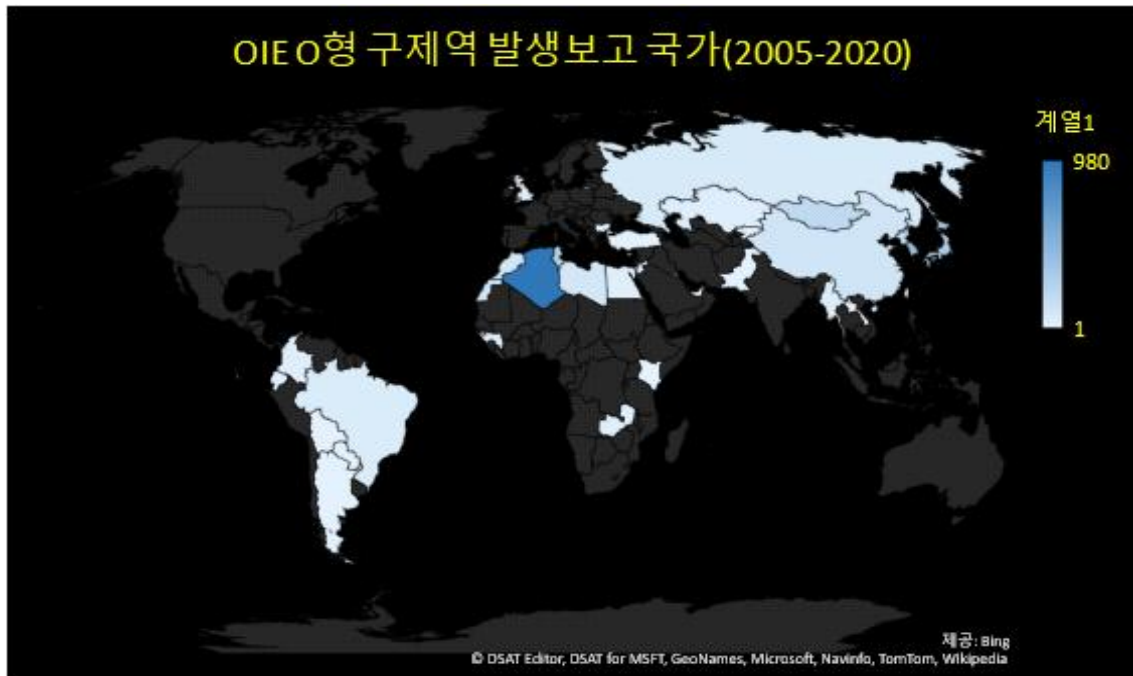 OIE O형 구제역 발생보고 국가(2005-2020)
계열1
980
1
제공: Bing
© DSAT Editor, DSAT for MSFT, GeoNames, Microsoft, Navinfo, TomTom, Wikipedia